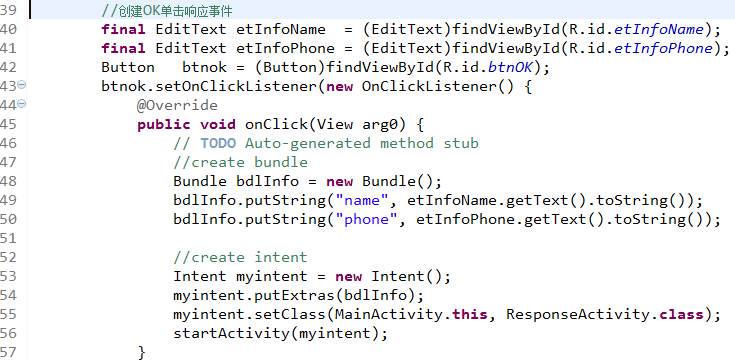 39 //创建OK单击响应事件
40 final EditText etInfoName = (EditText)findViewById(R.id.etInfoName);
41 final EditText etInfoPhone = (EditText)findViewById(R.id.etInfoPhone);
42 Button btnok = (Button)findViewById(R.id.btnOK);
43 btnok.setOnClickListener(new OnClickListener() {
44 @Override
45 public void onClick(View arg0) {
46 // TODO Auto-generated method stub
47 //create bundle
48 Bundle bdlInfo = new Bundle();
49 bdlInfo.putString("name", etInfoName.getText().toString());
50 bdlInfo.putString("phone", etInfoPhone.getText().toString());
51
52 //create intent
53 Intent myintent = new Intent();
54 myintent.putExtras(bdlInfo);
55 myintent.setClass(MainActivity.this, ResponseActivity.class);
56 startActivity(myintent);
57 }